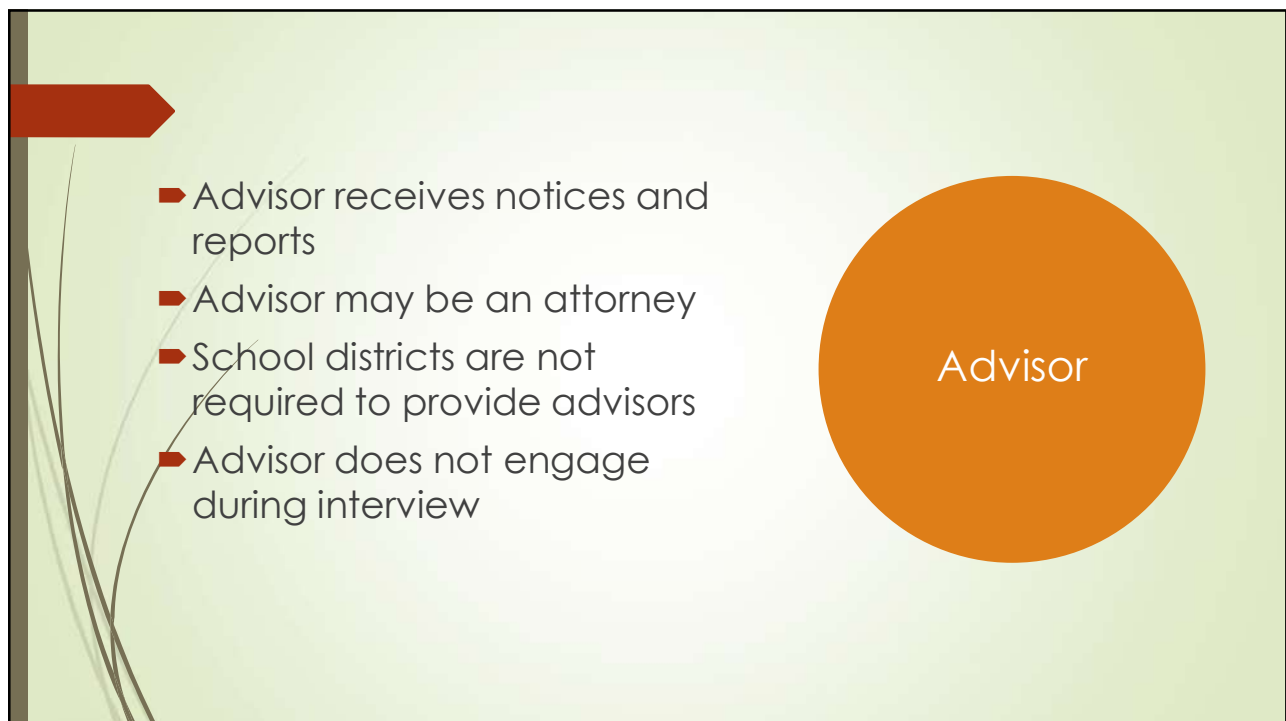 Advisor receives notices and
reports
Advisor may be an attorney
School districts are not
required to provide advisors
Advisor does not engage
during interview
Advisor